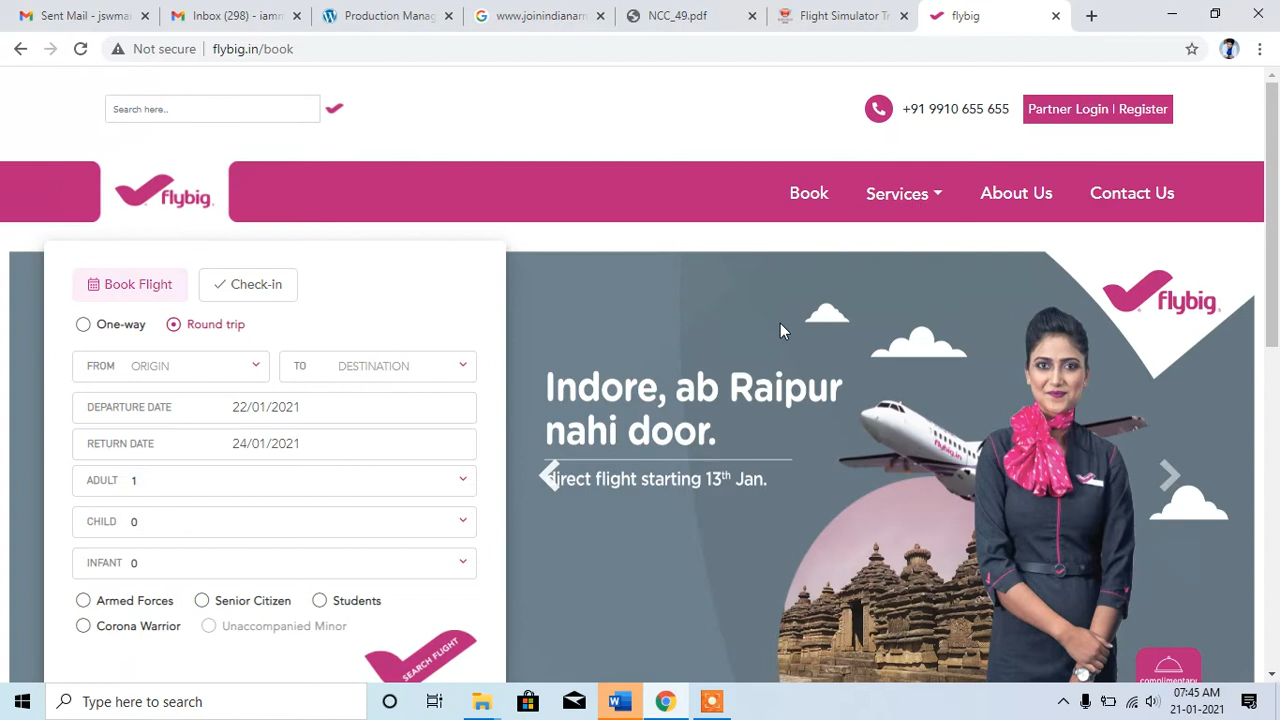 Sent Mail - jswma
Inbox (298) - iamn
Production Manag
www.joinindianarm
NCC_49.pdf
Flight Simulator Tr
flybig
Not secure
flybig.in/book
Search here..
+91 9910 655 655
Partner Login | Register
flybig
Book
Services
About Us
Contact Us
Book Flight
Check-in
One-way
Round trip
FROM ORIGIN
TO DESTINATION
DEPARTURE DATE 22/01/2021
RETURN DATE 24/01/2021
ADULT 1
CHILD 0
INFANT 0
Armed Forces
Senior Citizen
Students
Corona Warrior
Unaccompanied Minor
SEARCH FLIGHT
flybig
Indore, ab Raipur
nahi door.
direct flight starting 13th Jan.
flybig.in
complimentary
Type here to search
07:45 AM
21-01-2021